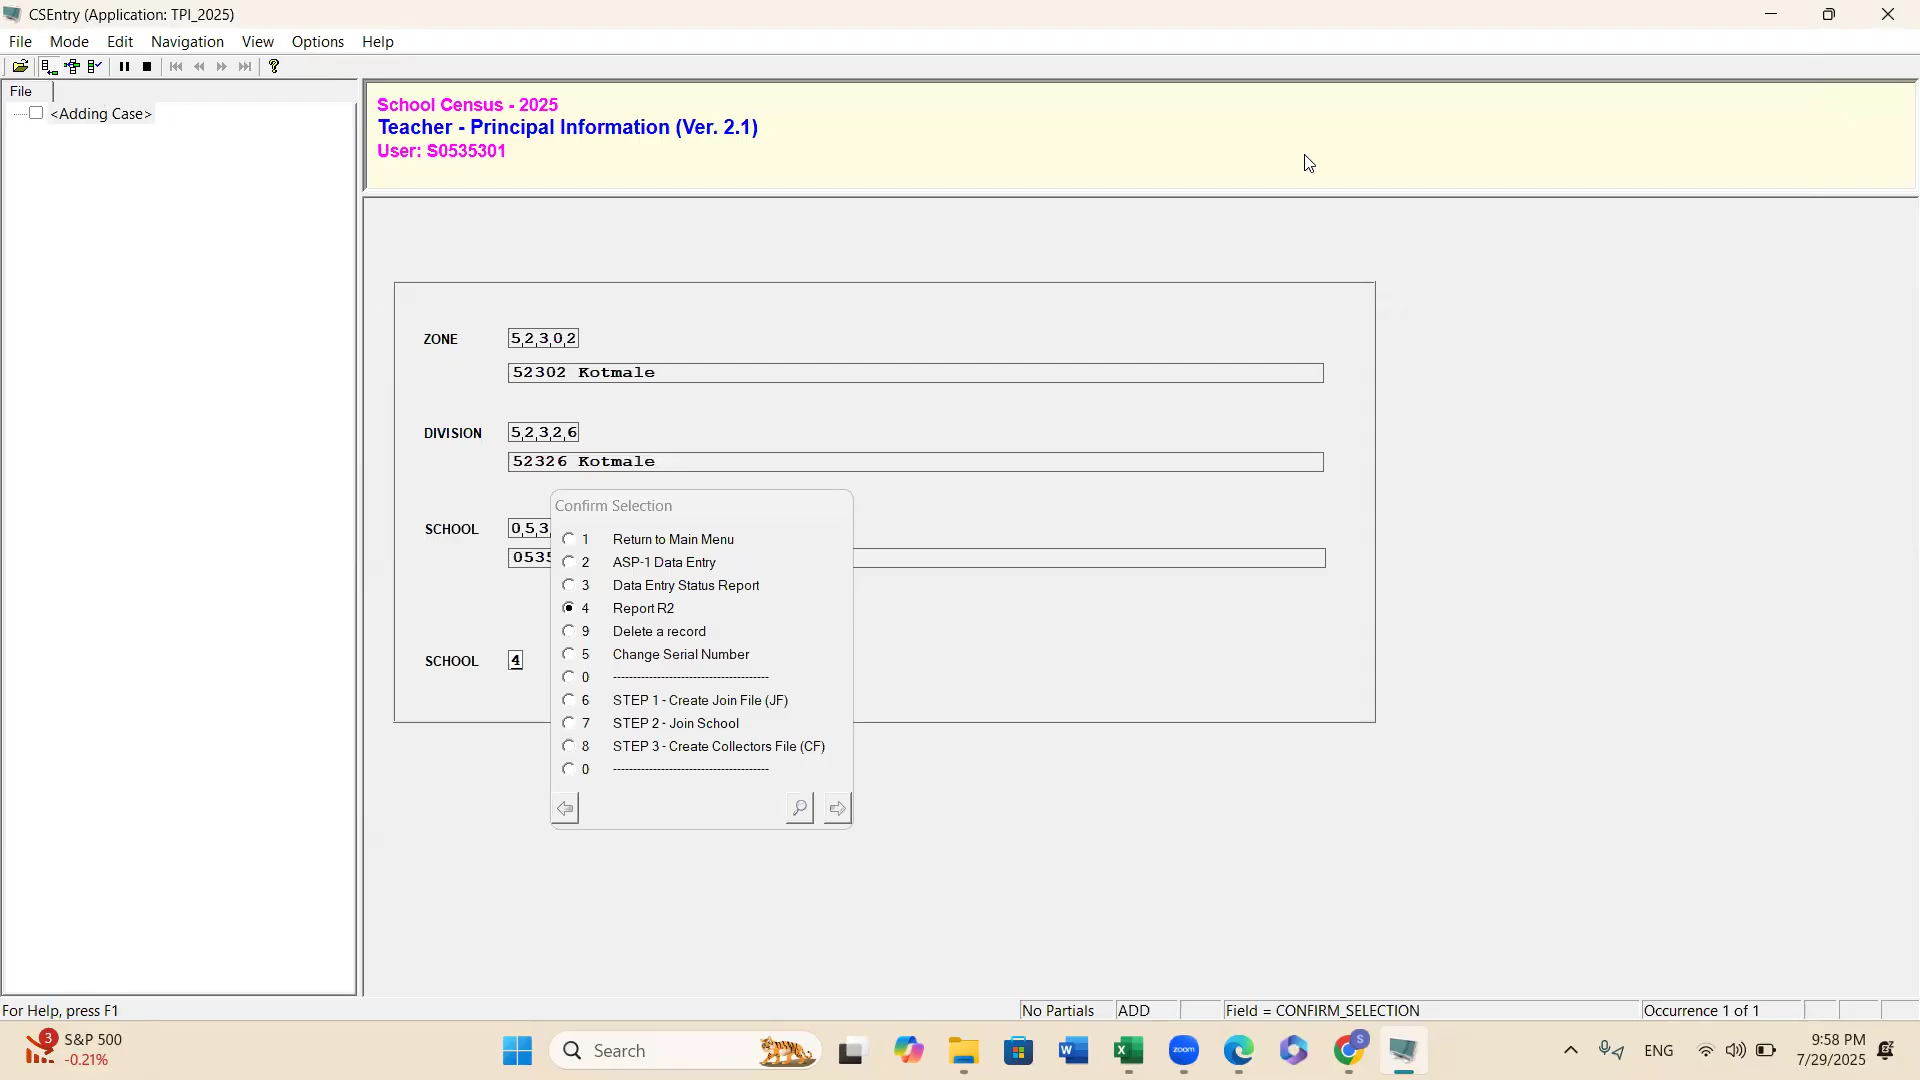 CSEntry (Application: TPI_2025)
File Mode Edit Navigation View Options Help
File
<Adding Case>
School Census - 2025
Teacher - Principal Information (Ver. 2.1)
User: S0535301
ZONE 5,2,3,0,2
52302 Kotmale
DIVISION 5,2,3,2,6
52326 Kotmale
SCHOOL 0,5,3,
0535
SCHOOL 4
Confirm Selection
1 Return to Main Menu
2 ASP-1 Data Entry
3 Data Entry Status Report
4 Report R2
9 Delete a record
5 Change Serial Number
0 ---------------------------------------
6 STEP 1 - Create Join File (JF)
7 STEP 2 - Join School
8 STEP 3 - Create Collectors File (CF)
0 ---------------------------------------
For Help, press F1
No Partials ADD Field = CONFIRM_SELECTION Occurrence 1 of 1
3 S&P 500
-0.21%
Search
W X zoom S
ENG
9:58 PM
7/29/2025